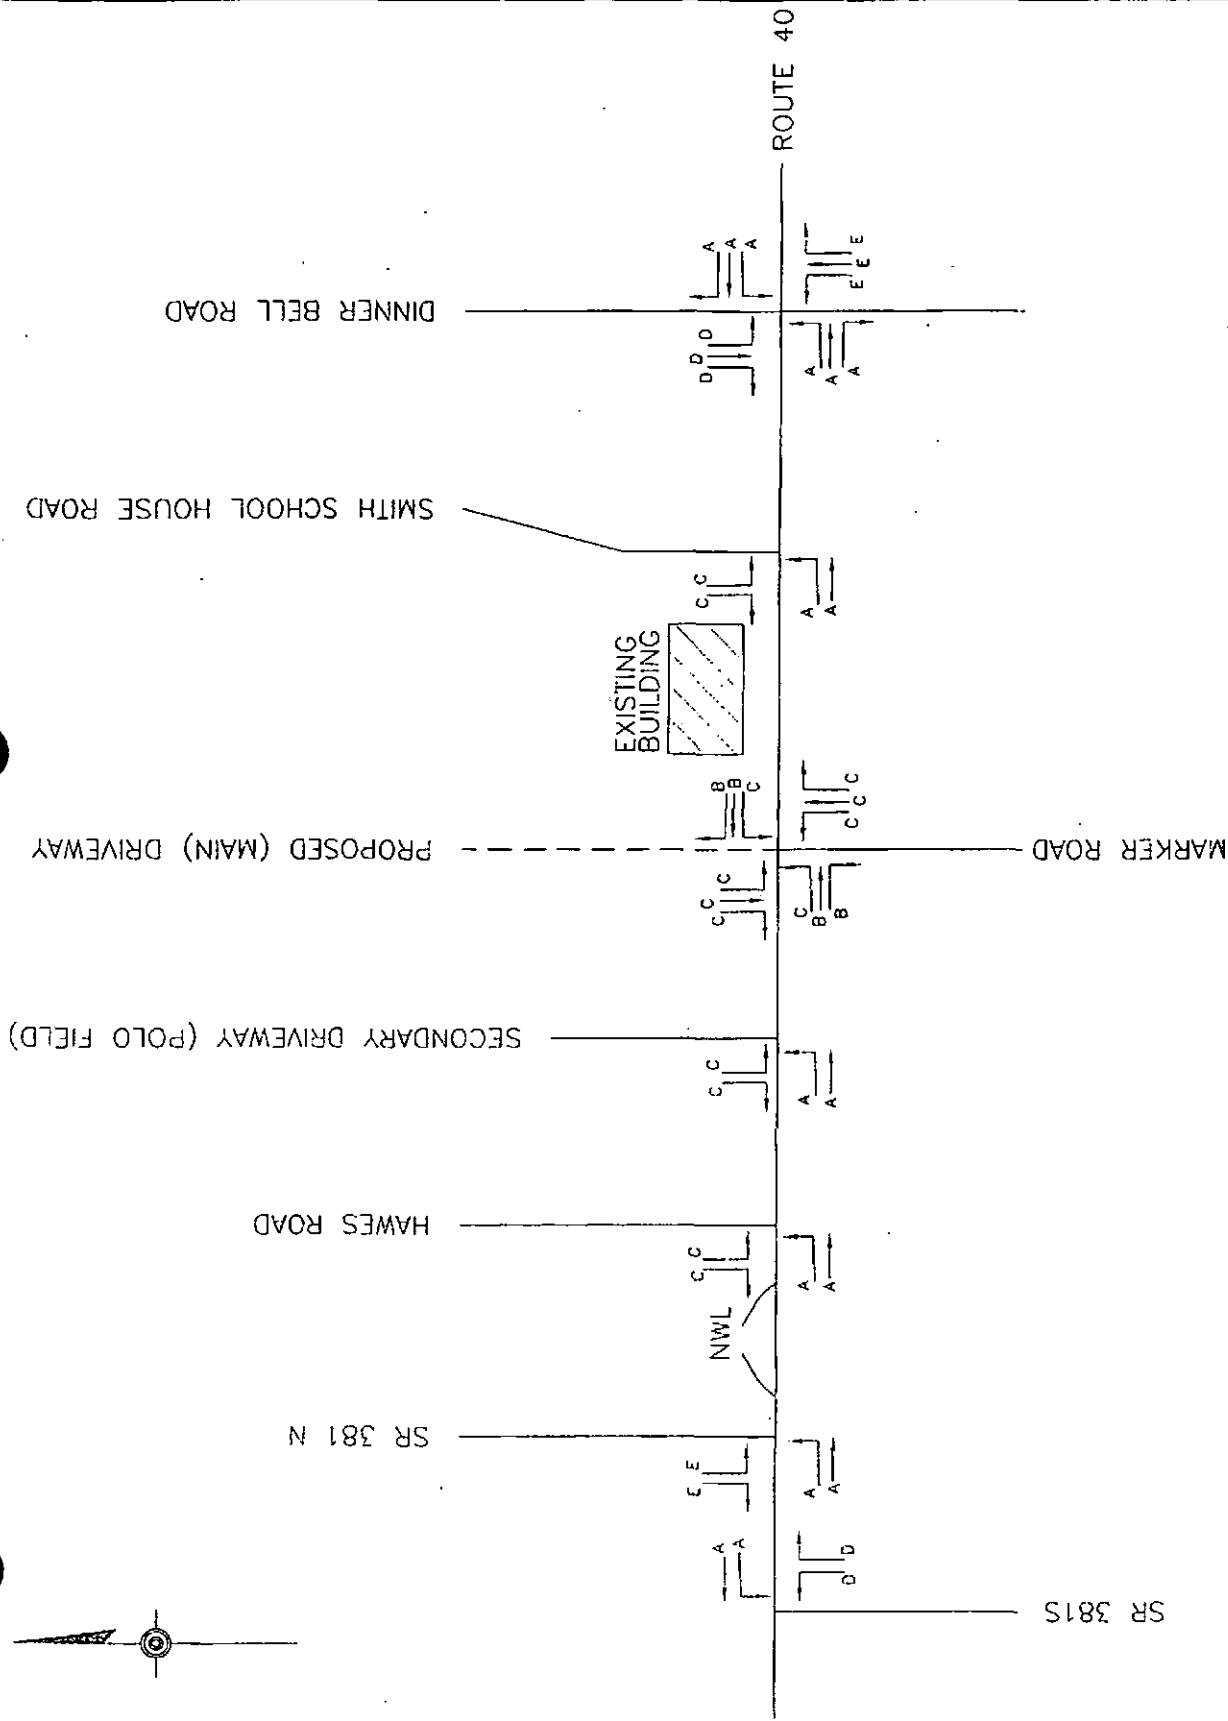 ROUTE 40
DINNER BELL ROAD
A
A
A
D
D
D
E
E
E
A
A
A
SMITH SCHOOL HOUSE ROAD
C
C
A
A
EXISTING
BUILDING
PROPOSED (MAIN) DRIVEWAY
B
B
C
C
C
C
C
C
C
C
B
B
MARKER ROAD
SECONDARY DRIVEWAY (POLO FIELD)
C
C
A
A
HAWES ROAD
C
C
A
A
NWL
SR 381 N
E
E
A
A
A
A
D
D
SR 381S